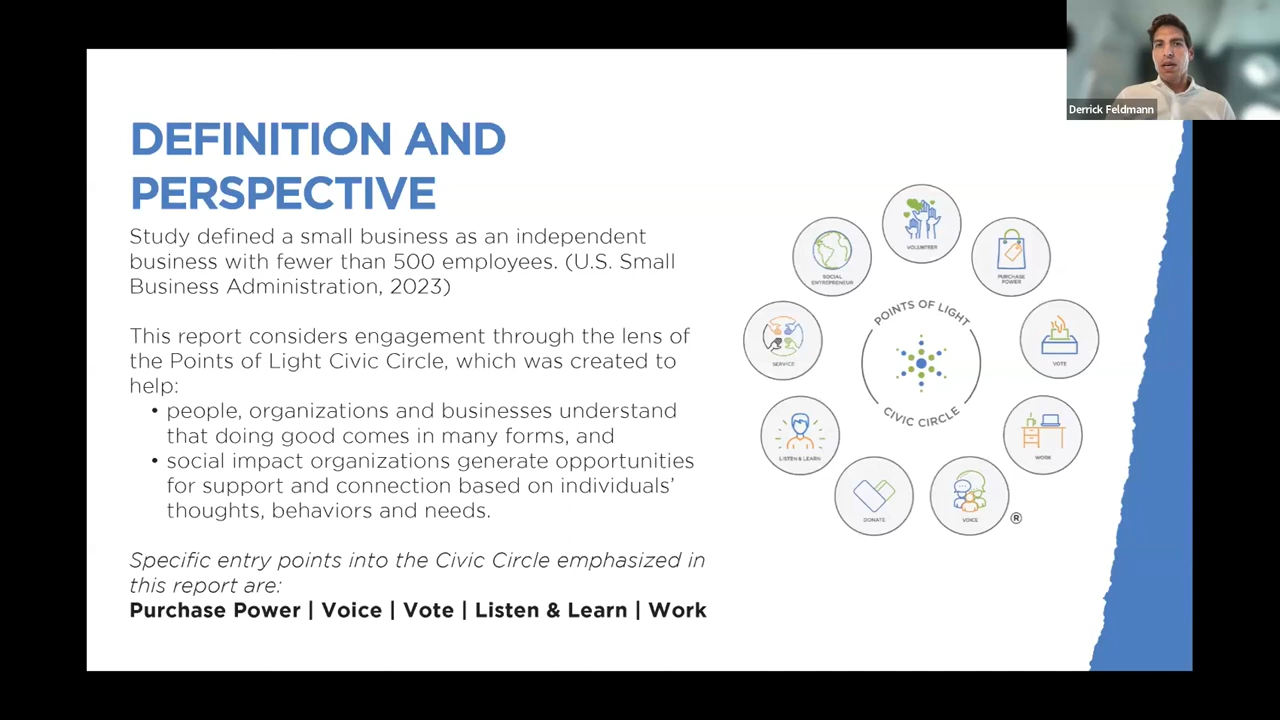 Derrick Feldmann
DEFINITION AND
PERSPECTIVE
Study defined a small business as an independent
business with fewer than 500 employees. (U.S. Small
Business Administration, 2023)
This report considers engagement through the lens of
the Points of Light Civic Circle, which was created to
help:
• people, organizations and businesses understand
that doing good comes in many forms, and
• social impact organizations generate opportunities
for support and connection based on individuals’
thoughts, behaviors and needs.
Specific entry points into the Civic Circle emphasized in
this report are:
Purchase Power | Voice | Vote | Listen & Learn | Work
VOLUNTEER
PURCHASE
POWER
VOTE
WORK
VOICE
®
DONATE
LISTEN & LEARN
SERVICE
SOCIAL
ENTREPRENEUR
POINTS OF LIGHT
CIVIC CIRCLE